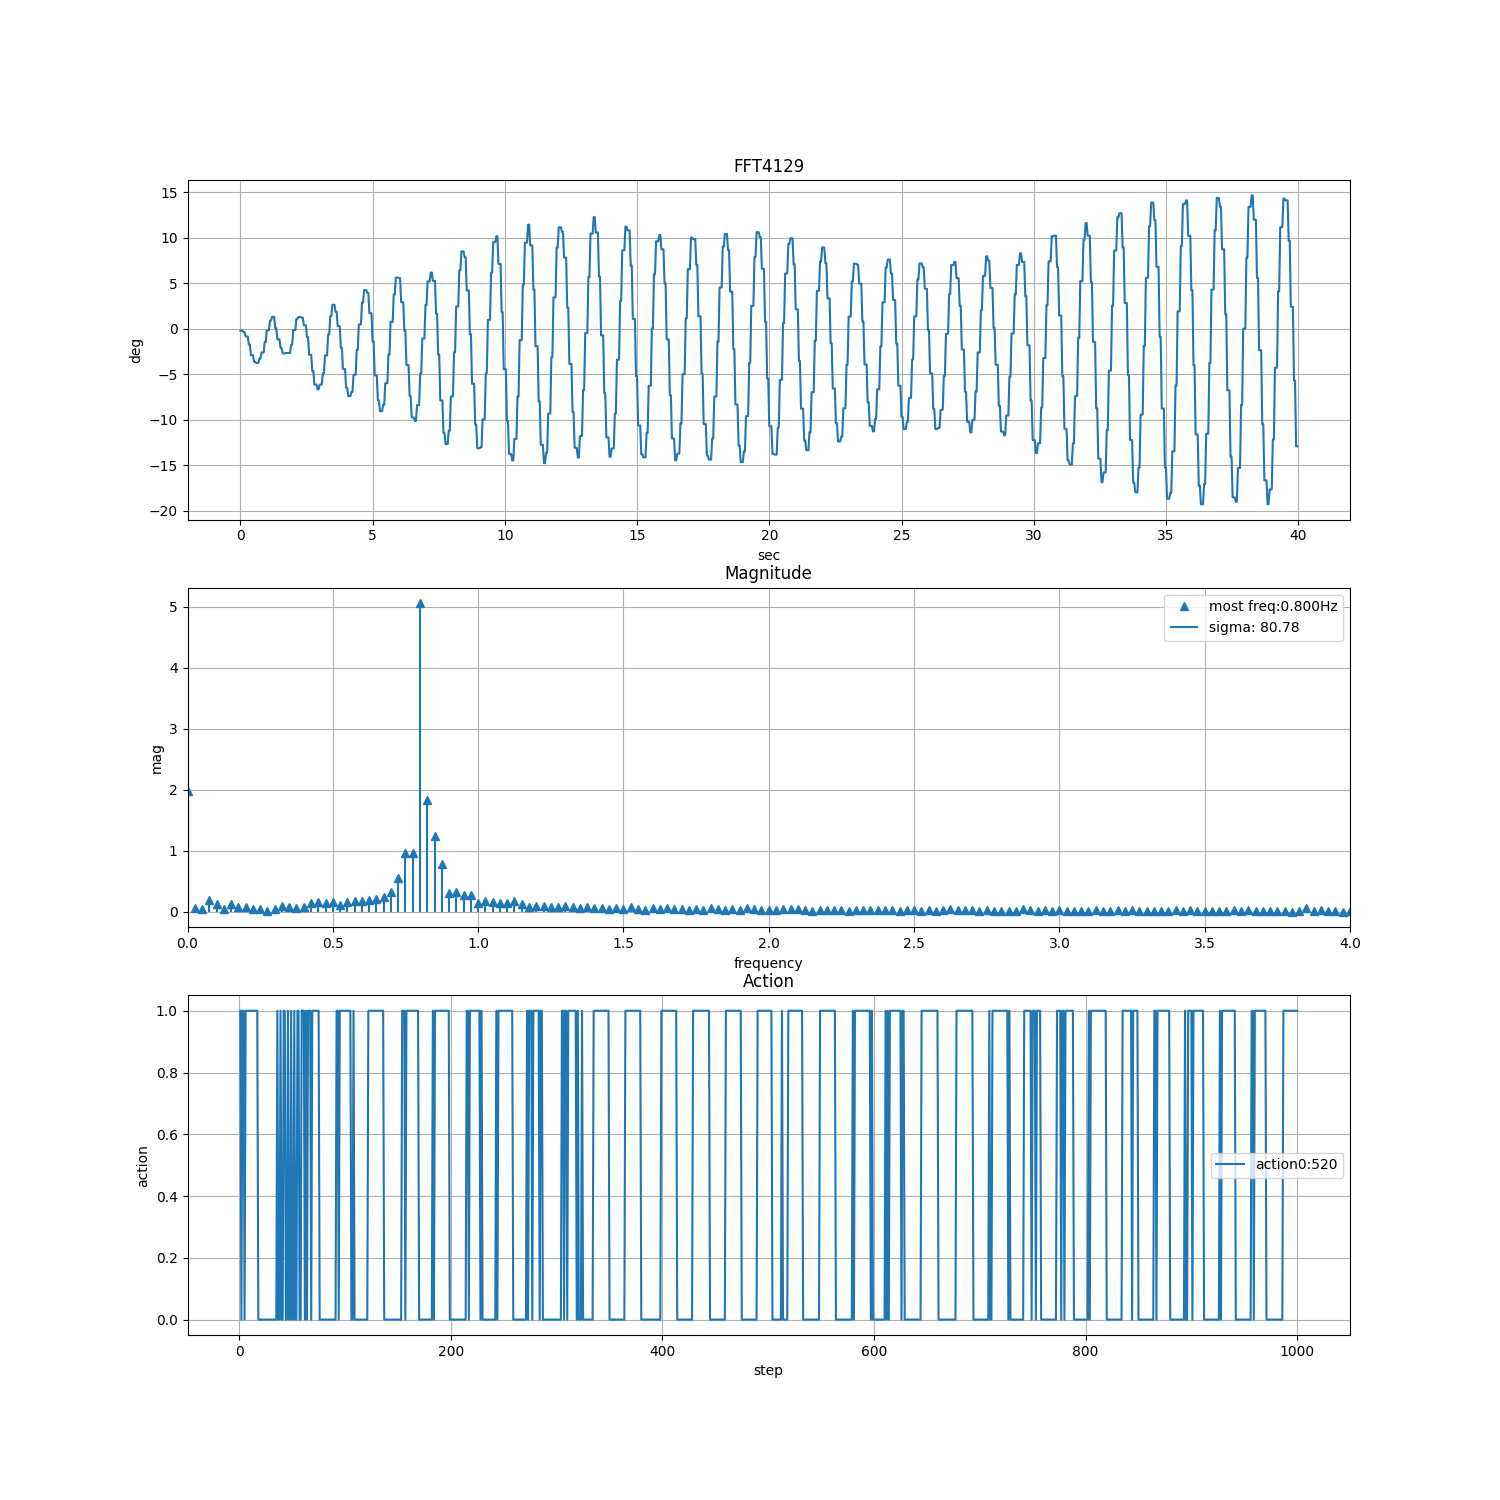 FFT4129
15
10
5
0
−5
−10
−15
−20
deg
0 5 10 15 20 25 30 35 40
sec
Magnitude
5
4
3
2
1
0
mag
most freq:0.800Hz
sigma: 80.78
0.0 0.5 1.0 1.5 2.0 2.5 3.0 3.5 4.0
frequency
Action
1.0
0.8
0.6
0.4
0.2
0.0
action
action0:520
0 200 400 600 800 1000
step